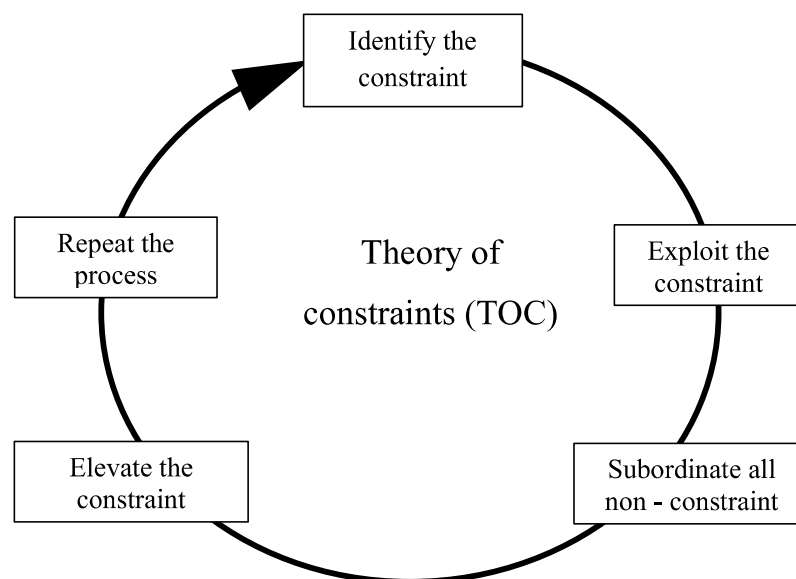 Identify the
constraint
Repeat the
process
Theory of
constraints (TOC)
Exploit the
constraint
Elevate the
constraint
Subordinate all
non - constraint